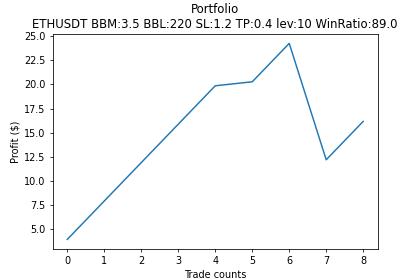 Portfolio
ETHUSDT BBM:3.5 BBL:220 SL:1.2 TP:0.4 lev:10 WinRatio:89.0
25.0
22.5
20.0
17.5
15.0
12.5
10.0
7.5
5.0
Profit ($)
0 1 2 3 4 5 6 7 8
Trade counts